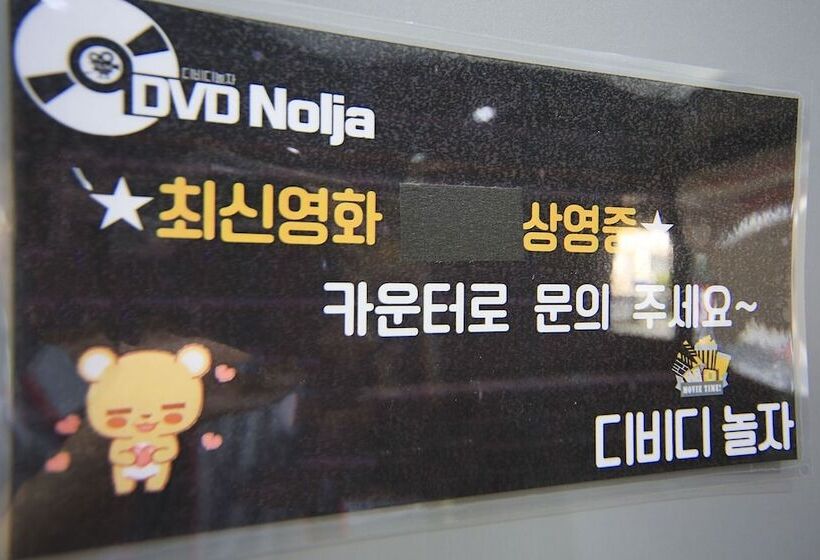 디비디놀자
DVD Nolja
★최신영화 상영중★
카운터로 문의 주세요~
MOVIE TIME!
디비디 놀자